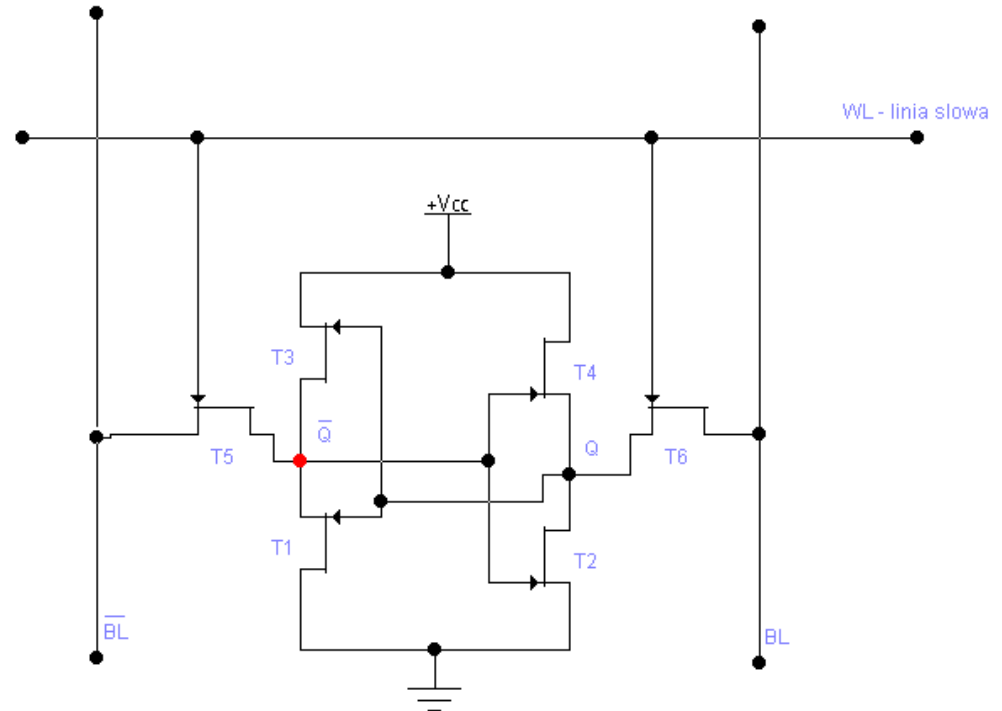 WL - linia slowa
+Vcc
T3
T4
Q̅
Q
T5
T6
T1
T2
B̅L̅
BL